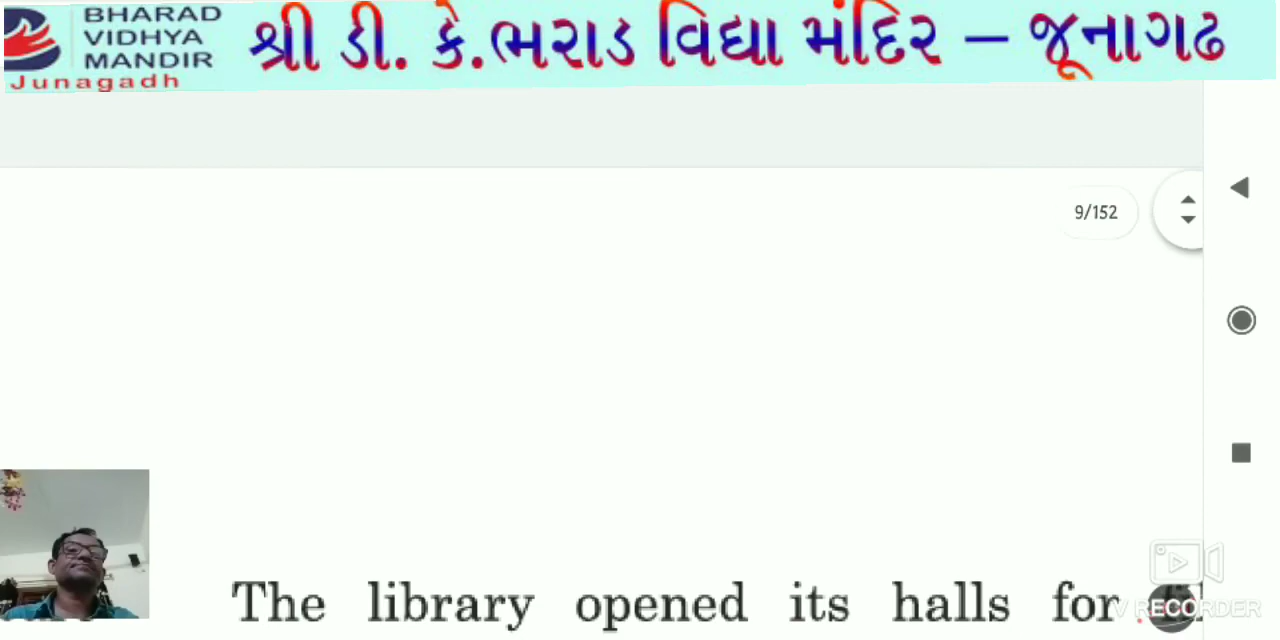 BHARAD
VIDHYA
MANDIR
Junagadh
શ્રી ડી. કે.ભરાડ વિદ્યા મંદિર – જૂનાગઢ
9/152
The library opened its halls for
V RECORDER